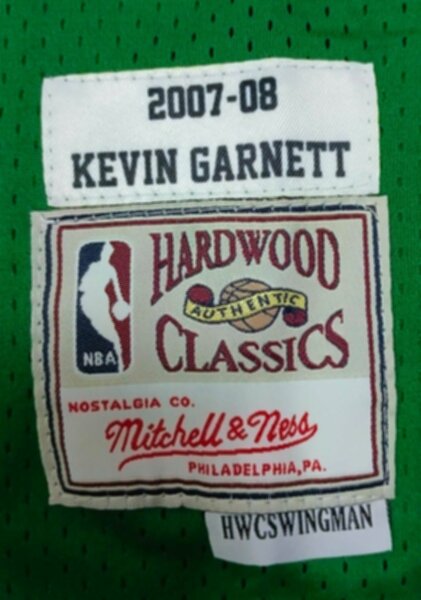 2007-08
KEVIN GARNETT
HARDWOOD
AUTHENTIC
CLASSICS
NBA
NOSTALGIA CO.
Mitchell & Ness
PHILADELPHIA, PA.
HWCSWINGMAN